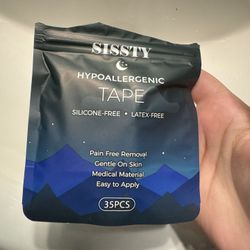 SISSTY
HYPOALLERGENIC
TAPE
SILICONE-FREE • LATEX-FREE
Pain Free Removal
Gentle On Skin
Medical Material
Easy to Apply
35PCS